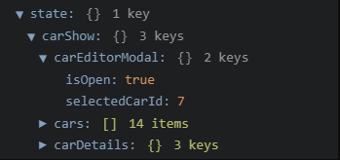 ▼ state: {} 1 key
▼ carShow: {} 3 keys
▼ carEditorModal: {} 2 keys
isOpen: true
selectedCarId: 7
▶ cars: [] 14 items
▶ carDetails: {} 3 keys